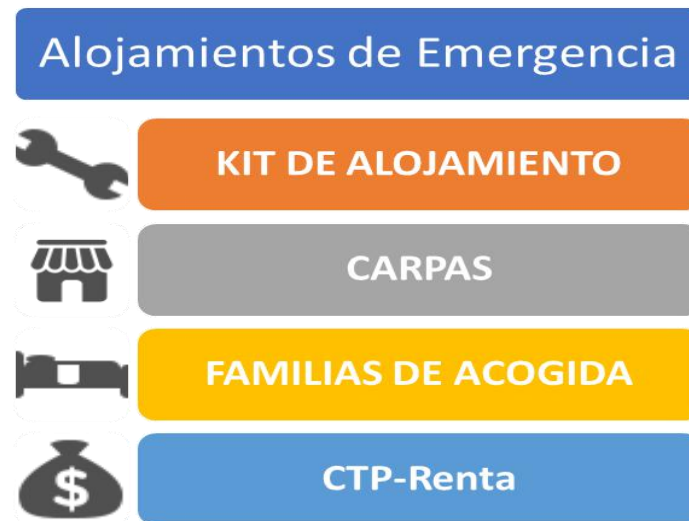 Alojamientos de Emergencia
KIT DE ALOJAMIENTO
CARPAS
FAMILIAS DE ACOGIDA
$
CTP-Renta